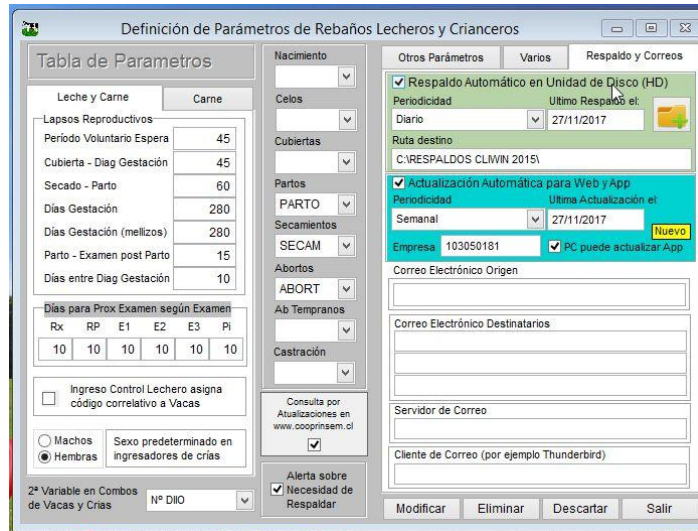 Definición de Parámetros de Rebaños Lecheros y Crianceros
Tabla de Parametros
Leche y Carne
Carne
Lapsos Reproductivos
Período Voluntario Espera 45
Cubierta - Diag Gestación 45
Secado - Parto 60
Días Gestación 280
Días Gestación (mellizos) 280
Parto - Examen post Parto 15
Días entre Diag Gestación 10
Días para Prox Examen según Examen
Rx RP E1 E2 E3 Pi
10 10 10 10 10 10
Ingreso Control Lechero asigna
código correlativo a Vacas
Machos
Hembras
Sexo predeterminado en
ingresadores de crías
2ª Variable en Combos
de Vacas y Crias
Nº DIIO
Nacimiento
Celos
Cubiertas
Partos
PARTO
Secamientos
SECAM
Abortos
ABORT
Ab Tempranos
Castración
Consulta por
Atualizaciones en
www.cooprinsem.cl
Alerta sobre
Necesidad de
Respaldar
Otros Parámetros
Varios
Respaldo y Correos
Respaldo Automático en Unidad de Disco (HD)
Periodicidad
Ultimo Respaldo el:
Diario
27/11/2017
Ruta destino
C:\RESPALDOS CLIWIN 2015\
Actualización Automática para Web y App
Periodicidad
Ultima Actualización el:
Semanal
27/11/2017
Nuevo
Empresa 103050181
PC puede actualizar App
Correo Electrónico Origen
Correo Electrónico Destinatarios
Servidor de Correo
Cliente de Correo (por ejemplo Thunderbird)
Modificar
Eliminar
Descartar
Salir